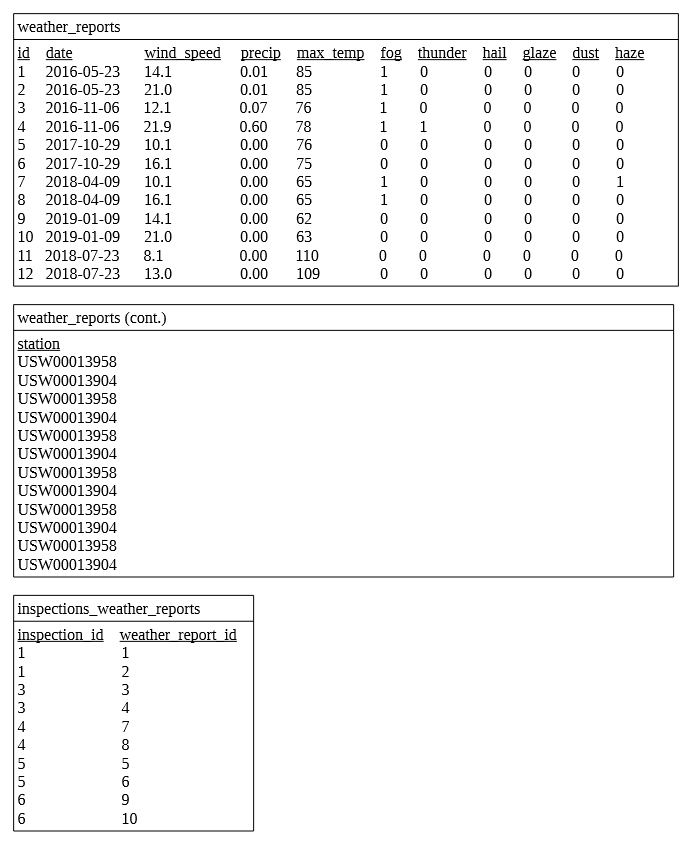 weather_reports
id date wind_speed precip max_temp fog thunder hail glaze dust haze
1 2016-05-23 14.1 0.01 85 1 0 0 0 0 0
2 2016-05-23 21.0 0.01 85 1 0 0 0 0 0
3 2016-11-06 12.1 0.07 76 1 0 0 0 0 0
4 2016-11-06 21.9 0.60 78 1 1 0 0 0 0
5 2017-10-29 10.1 0.00 76 0 0 0 0 0 0
6 2017-10-29 16.1 0.00 75 0 0 0 0 0 0
7 2018-04-09 10.1 0.00 65 1 0 0 0 0 1
8 2018-04-09 16.1 0.00 65 1 0 0 0 0 0
9 2019-01-09 14.1 0.00 62 0 0 0 0 0 0
10 2019-01-09 21.0 0.00 63 0 0 0 0 0 0
11 2018-07-23 8.1 0.00 110 0 0 0 0 0 0
12 2018-07-23 13.0 0.00 109 0 0 0 0 0 0
weather_reports (cont.)
station
USW00013958
USW00013904
USW00013958
USW00013904
USW00013958
USW00013904
USW00013958
USW00013904
USW00013958
USW00013904
USW00013958
USW00013904
inspections_weather_reports
inspection_id weather_report_id
1 1
1 2
3 3
3 4
4 7
4 8
5 5
5 6
6 9
6 10